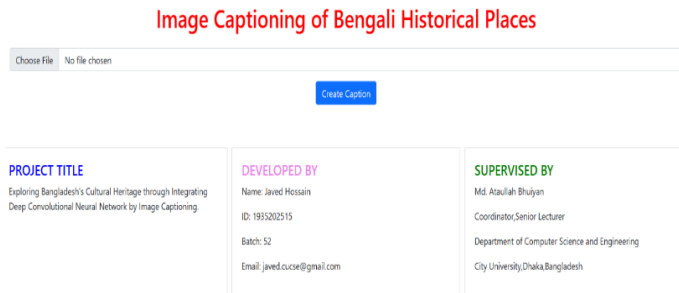 Image Captioning of Bengali Historical Places
Choose File No file chosen
Create Caption
PROJECT TITLE
Exploring Bangladesh's Cultural Heritage through Integrating
Deep Convolutional Neural Network by Image Captioning.
DEVELOPED BY
Name: Javed Hossain
ID: 1935202515
Batch: 52
Email: javed.cucse@gmail.com
SUPERVISED BY
Md. Ataullah Bhuiyan
Coordinator,Senior Lecturer
Department of Computer Science and Engineering
City University,Dhaka,Bangladesh